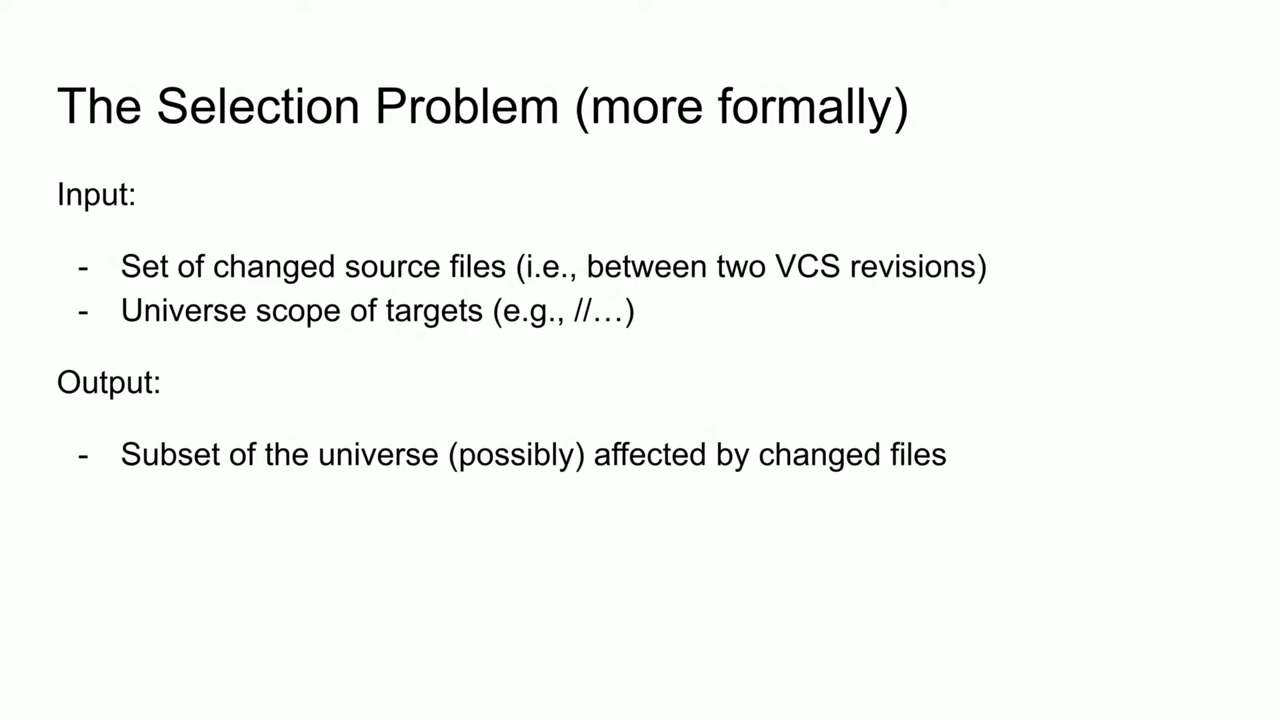 The Selection Problem (more formally)
Input:
- Set of changed source files (i.e., between two VCS revisions)
- Universe scope of targets (e.g., //…)
Output:
- Subset of the universe (possibly) affected by changed files